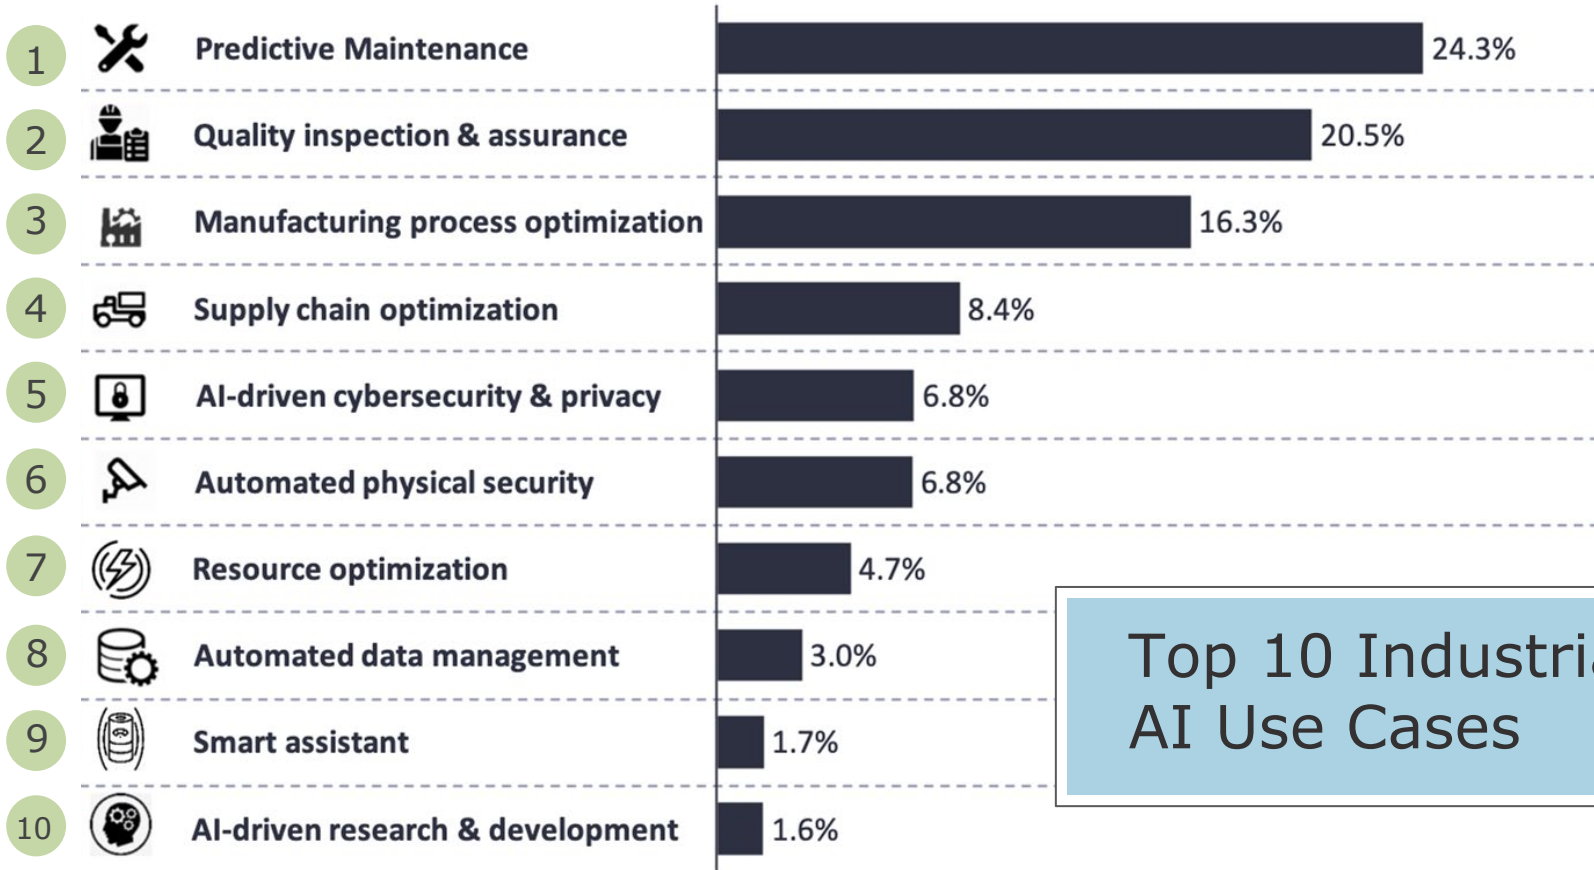 1 Predictive Maintenance 24.3%
2 Quality inspection & assurance 20.5%
3 Manufacturing process optimization 16.3%
4 Supply chain optimization 8.4%
5 AI-driven cybersecurity & privacy 6.8%
6 Automated physical security 6.8%
7 Resource optimization 4.7%
8 Automated data management 3.0%
9 Smart assistant 1.7%
10 AI-driven research & development 1.6%
Top 10
AI Use Cases